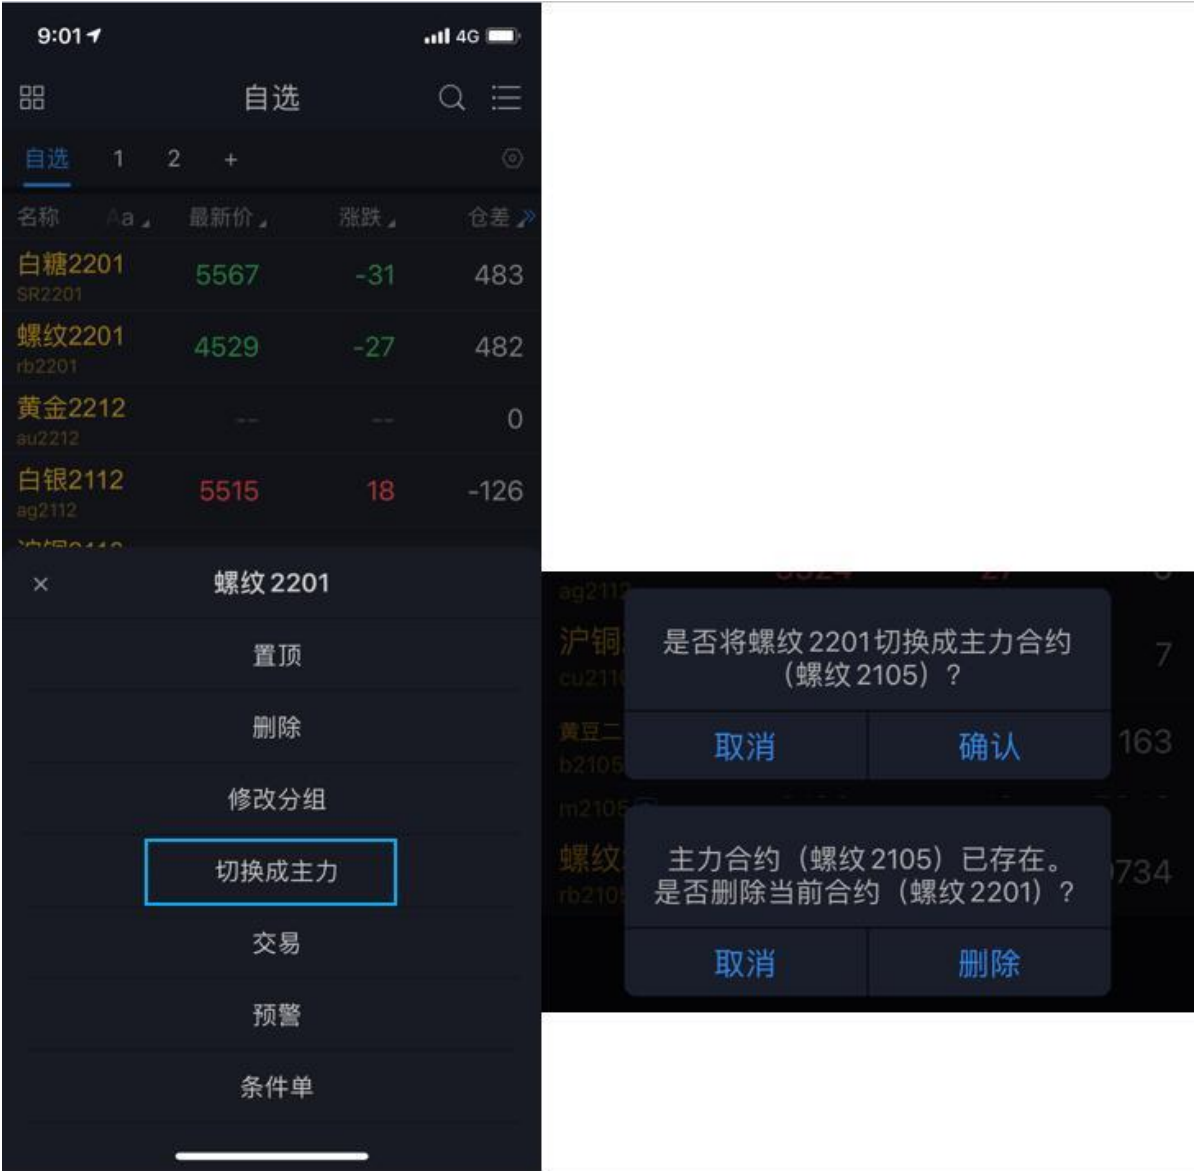 9:01
4G
自选
自选 1 2 +
名称 Aa 最新价 涨跌 仓差
白糖2201 5567 -31 483
SR2201
螺纹2201 4529 -27 482
rb2201
黄金2212 -- -- 0
au2212
白银2112 5515 18 -126
ag2112
× 螺纹2201
置顶
删除
修改分组
切换成主力
交易
预警
条件单
ag2112
沪铜 7
是否将螺纹2201切换成主力合约
(螺纹2105)?
取消 确认
黄豆二 163
b2105
m2105
主力合约(螺纹2105)已存在。
是否删除当前合约(螺纹2201)?
螺纹 734
取消 删除